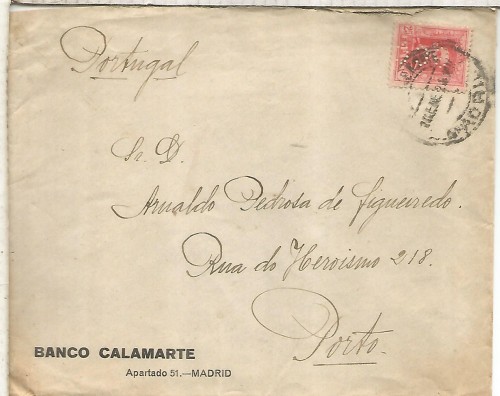 Portugal
Sr. D.
Arnaldo Pedrosa de Figueiredo.
Rua do Heroismo 218.
Porto.
BANCO CALAMARTE
Apartado 51.—MADRID